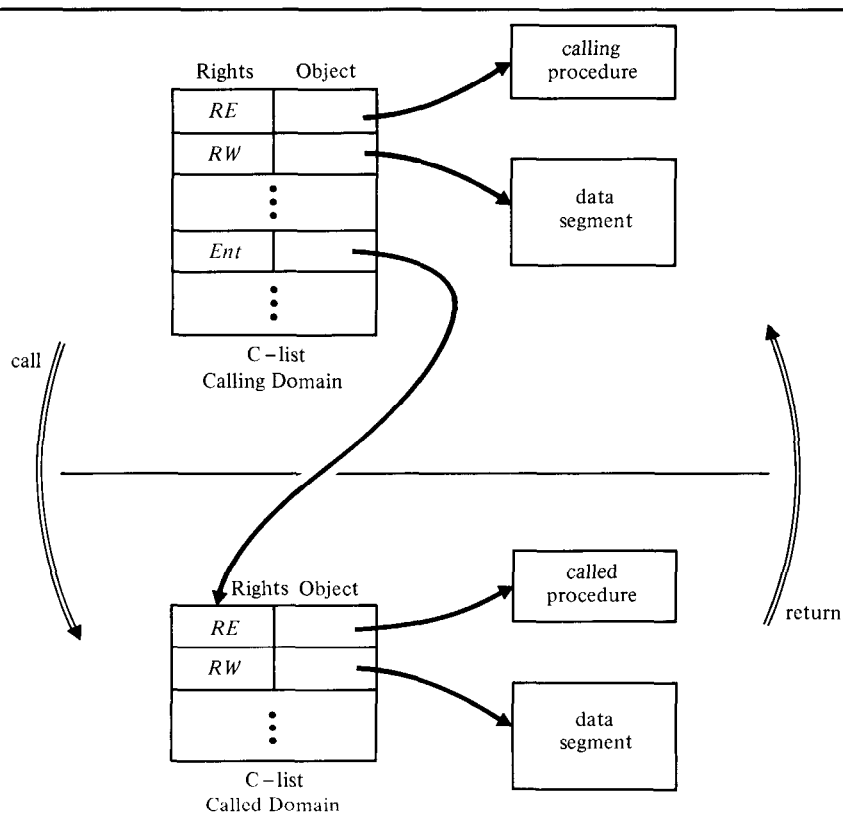 calling
procedure
Rights Object
RE
RW
data
segment
Ent
C-list
Calling Domain
call
return
Rights Object
called
procedure
RE
RW
data
segment
C-list
Called Domain